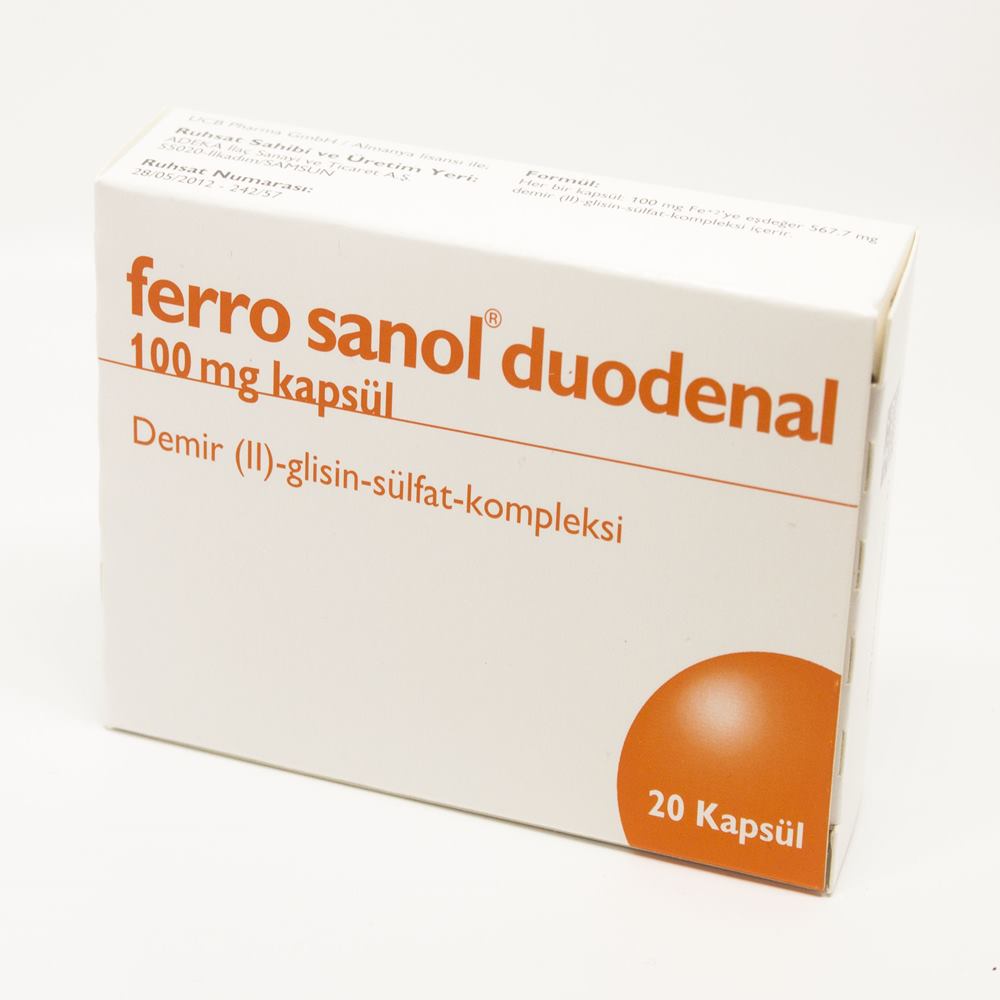 UCB Pharma GmbH / Almanya lisansı ile;
Ruhsat Sahibi ve Üretim Yeri:
ADEKA İlaç Sanayi ve Ticaret A.Ş.
55020-İlkadım/SAMSUN
Ruhsat Numarası:
28/05/2012 - 242/57
Formül:
Her bir kapsül: 100 mg Fe+2'ye eşdeğer 567.7 mg
demir (II)-glisin-sülfat-kompleksi içerir.
ferro sanol® duodenal
100 mg kapsül
Demir (II)-glisin-sülfat-kompleksi
20 Kapsül